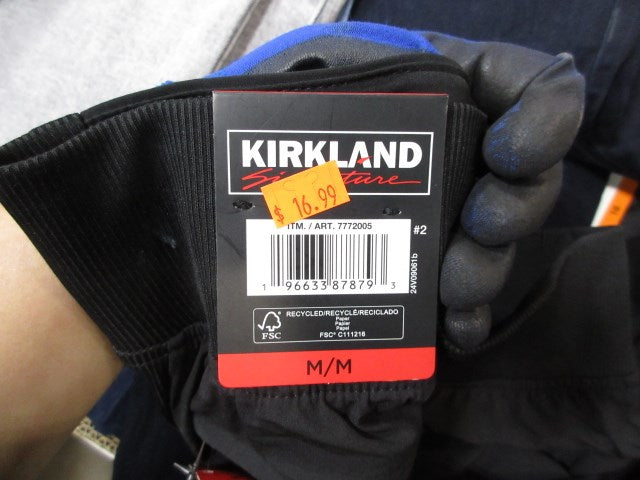 KIRKLAND
Signature
$ 16.99
ITM. / ART. 7772005
#2
1 96633 87879 3
24V09061b
FSC
RECYCLED/RECYCLÉ/RECICLADO
Paper
Papier
Papel
FSC® C111216
M/M